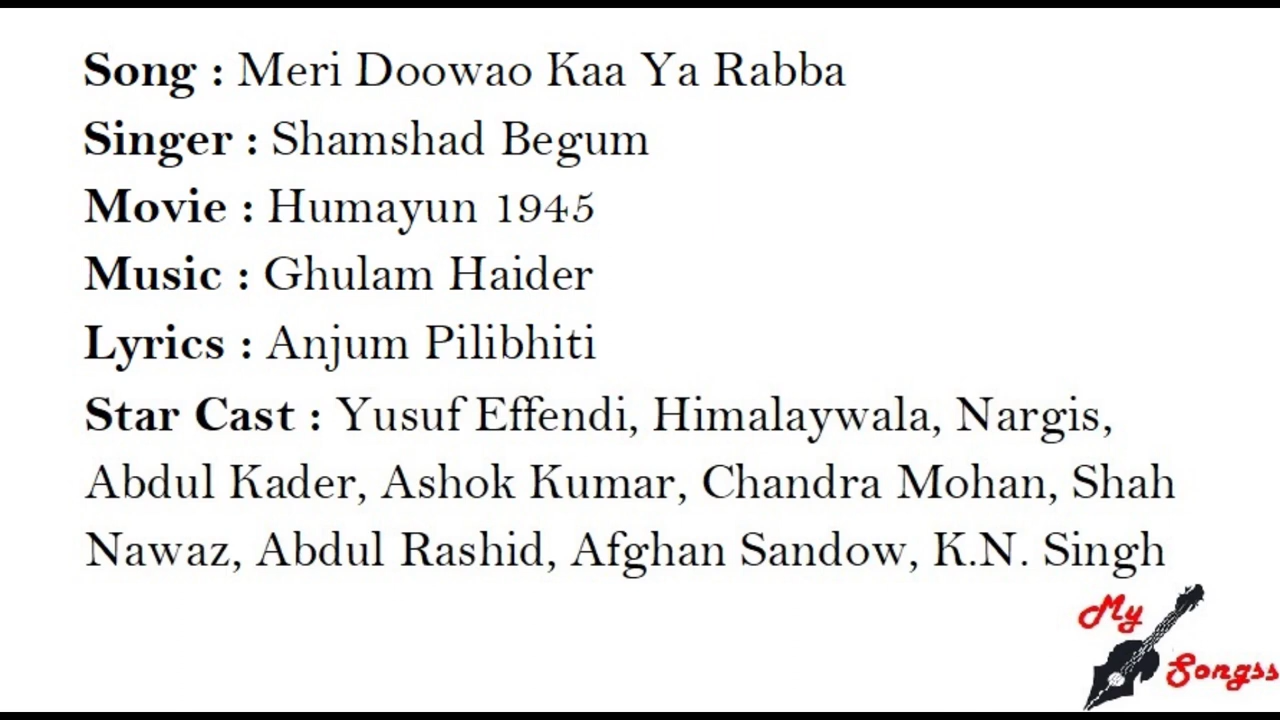 Song : Meri Doowao Kaa Ya Rabba
Singer : Shamshad Begum
Movie : Humayun 1945
Music : Ghulam Haider
Lyrics : Anjum Pilibhiti
Star Cast : Yusuf Effendi, Himalaywala, Nargis,
Abdul Kader, Ashok Kumar, Chandra Mohan, Shah
Nawaz, Abdul Rashid, Afghan Sandow, K.N. Singh
My
Songss